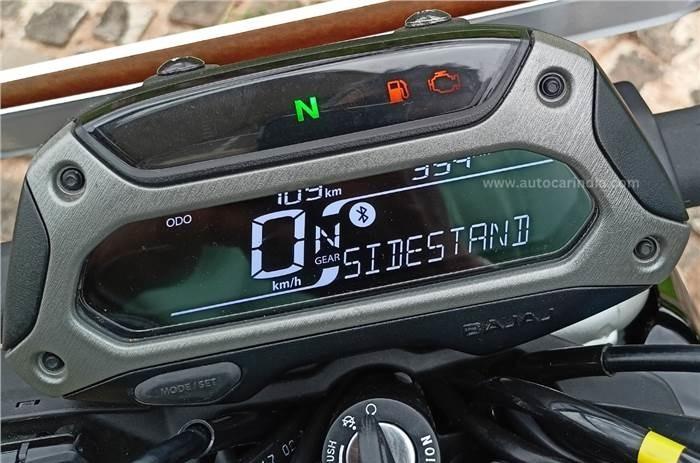 N
www.autocarindia.com
109 km
ODO
0 N
GEAR
km/h
SIDESTAND
BAJAJ
MODE/SET